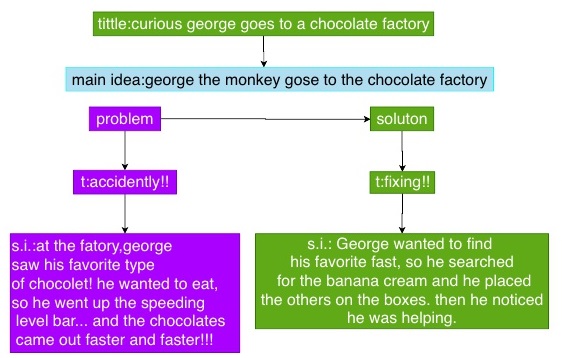 tittle:curious george goes to a chocolate factory
main idea:george the monkey gose to the chocolate factory
problem
soluton
t:accidently!!
t:fixing!!
s.i.:at the fatory,george
saw his favorite type
of chocolet! he wanted to eat,
so he went up the speeding
level bar... and the chocolates
came out faster and faster!!!
s.i.: George wanted to find
his favorite fast, so he searched
for the banana cream and he placed
the others on the boxes. then he noticed
he was helping.